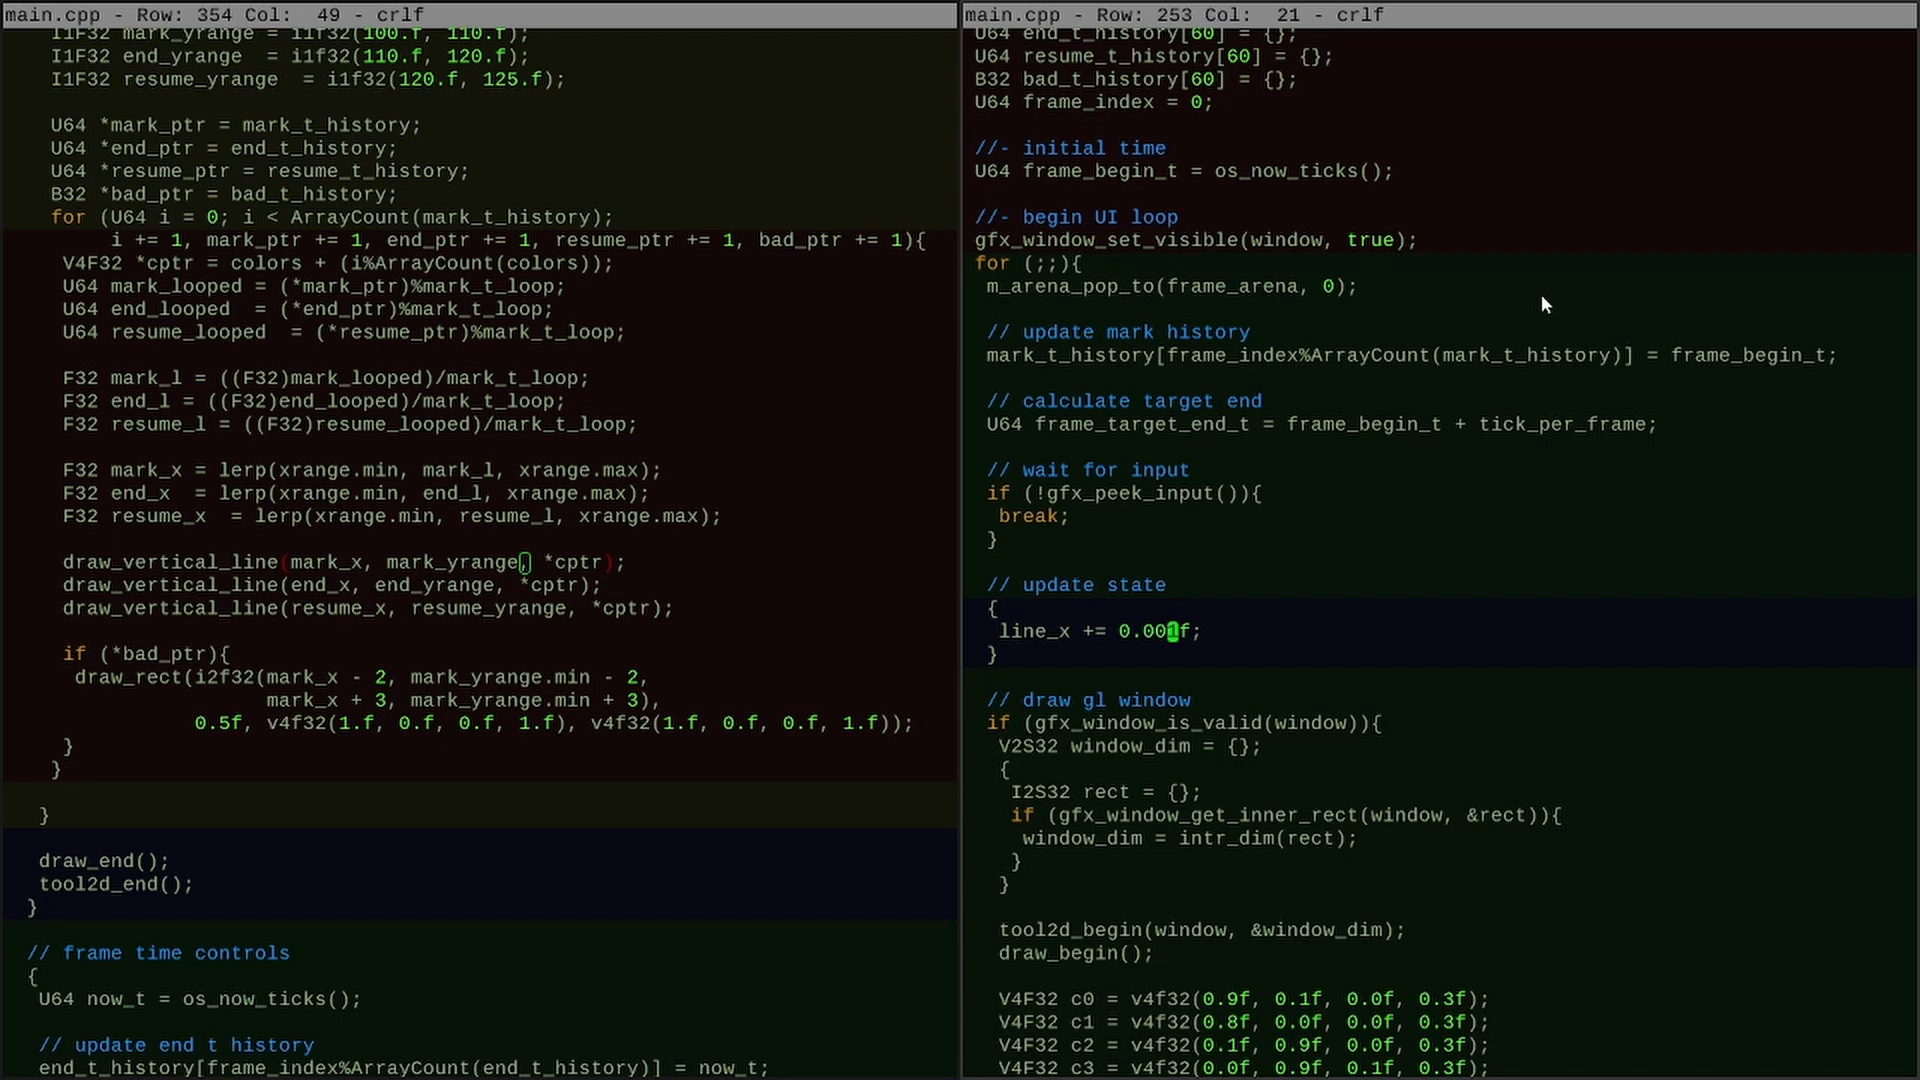 main.cpp - Row: 354 Col:  49 - crlf
I1F32 mark_yrange = i1f32(100.f, 110.f);
I1F32 end_yrange  = i1f32(110.f, 120.f);
I1F32 resume_yrange  = i1f32(120.f, 125.f);
U64 *mark_ptr = mark_t_history;
U64 *end_ptr = end_t_history;
U64 *resume_ptr = resume_t_history;
B32 *bad_ptr = bad_t_history;
for (U64 i = 0; i < ArrayCount(mark_t_history);
i += 1, mark_ptr += 1, end_ptr += 1, resume_ptr += 1, bad_ptr += 1){
V4F32 *cptr = colors + (i%ArrayCount(colors));
U64 mark_looped = (*mark_ptr)%mark_t_loop;
U64 end_looped  = (*end_ptr)%mark_t_loop;
U64 resume_looped  = (*resume_ptr)%mark_t_loop;
F32 mark_l = ((F32)mark_looped)/mark_t_loop;
F32 end_l = ((F32)end_looped)/mark_t_loop;
F32 resume_l = ((F32)resume_looped)/mark_t_loop;
F32 mark_x = lerp(xrange.min, mark_l, xrange.max);
F32 end_x  = lerp(xrange.min, end_l, xrange.max);
F32 resume_x  = lerp(xrange.min, resume_l, xrange.max);
draw_vertical_line(mark_x, mark_yrange, *cptr);
draw_vertical_line(end_x, end_yrange, *cptr);
draw_vertical_line(resume_x, resume_yrange, *cptr);
if (*bad_ptr){
draw_rect(i2f32(mark_x - 2, mark_yrange.min - 2,
mark_x + 3, mark_yrange.min + 3),
0.5f, v4f32(1.f, 0.f, 0.f, 1.f), v4f32(1.f, 0.f, 0.f, 1.f));
}
}
}
draw_end();
tool2d_end();
}
// frame time controls
{
U64 now_t = os_now_ticks();
// update end t history
end_t_history[frame_index%ArrayCount(end_t_history)] = now_t;
main.cpp - Row: 253 Col:  21 - crlf
U64 end_t_history[60] = {};
U64 resume_t_history[60] = {};
B32 bad_t_history[60] = {};
U64 frame_index = 0;
//- initial time
U64 frame_begin_t = os_now_ticks();
//- begin UI loop
gfx_window_set_visible(window, true);
for (;;){
m_arena_pop_to(frame_arena, 0);
// update mark history
mark_t_history[frame_index%ArrayCount(mark_t_history)] = frame_begin_t;
// calculate target end
U64 frame_target_end_t = frame_begin_t + tick_per_frame;
// wait for input
if (!gfx_peek_input()){
break;
}
// update state
{
line_x += 0.001f;
}
// draw gl window
if (gfx_window_is_valid(window)){
V2S32 window_dim = {};
{
I2S32 rect = {};
if (gfx_window_get_inner_rect(window, &rect)){
window_dim = intr_dim(rect);
}
}
tool2d_begin(window, &window_dim);
draw_begin();
V4F32 c0 = v4f32(0.9f, 0.1f, 0.0f, 0.3f);
V4F32 c1 = v4f32(0.8f, 0.0f, 0.0f, 0.3f);
V4F32 c2 = v4f32(0.1f, 0.9f, 0.0f, 0.3f);
V4F32 c3 = v4f32(0.0f, 0.9f, 0.1f, 0.3f);